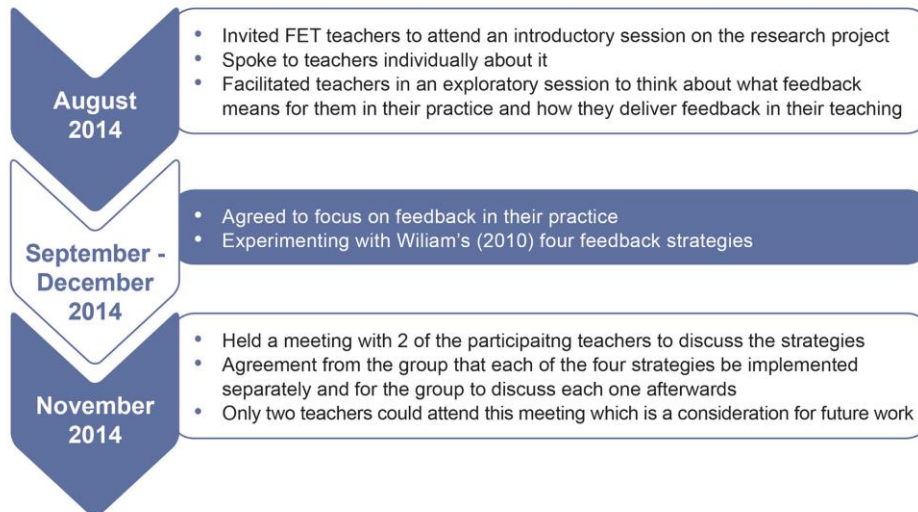 August
2014
• Invited FET teachers to attend an introductory session on the research project
• Spoke to teachers individually about it
• Facilitated teachers in an exploratory session to think about what feedback
means for them in their practice and how they deliver feedback in their teaching
September -
December
2014
• Agreed to focus on feedback in their practice
• Experimenting with Wiliam’s (2010) four feedback strategies
November
2014
• Held a meeting with 2 of the participaitng teachers to discuss the strategies
• Agreement from the group that each of the four strategies be implemented
separately and for the group to discuss each one afterwards
• Only two teachers could attend this meeting which is a consideration for future work